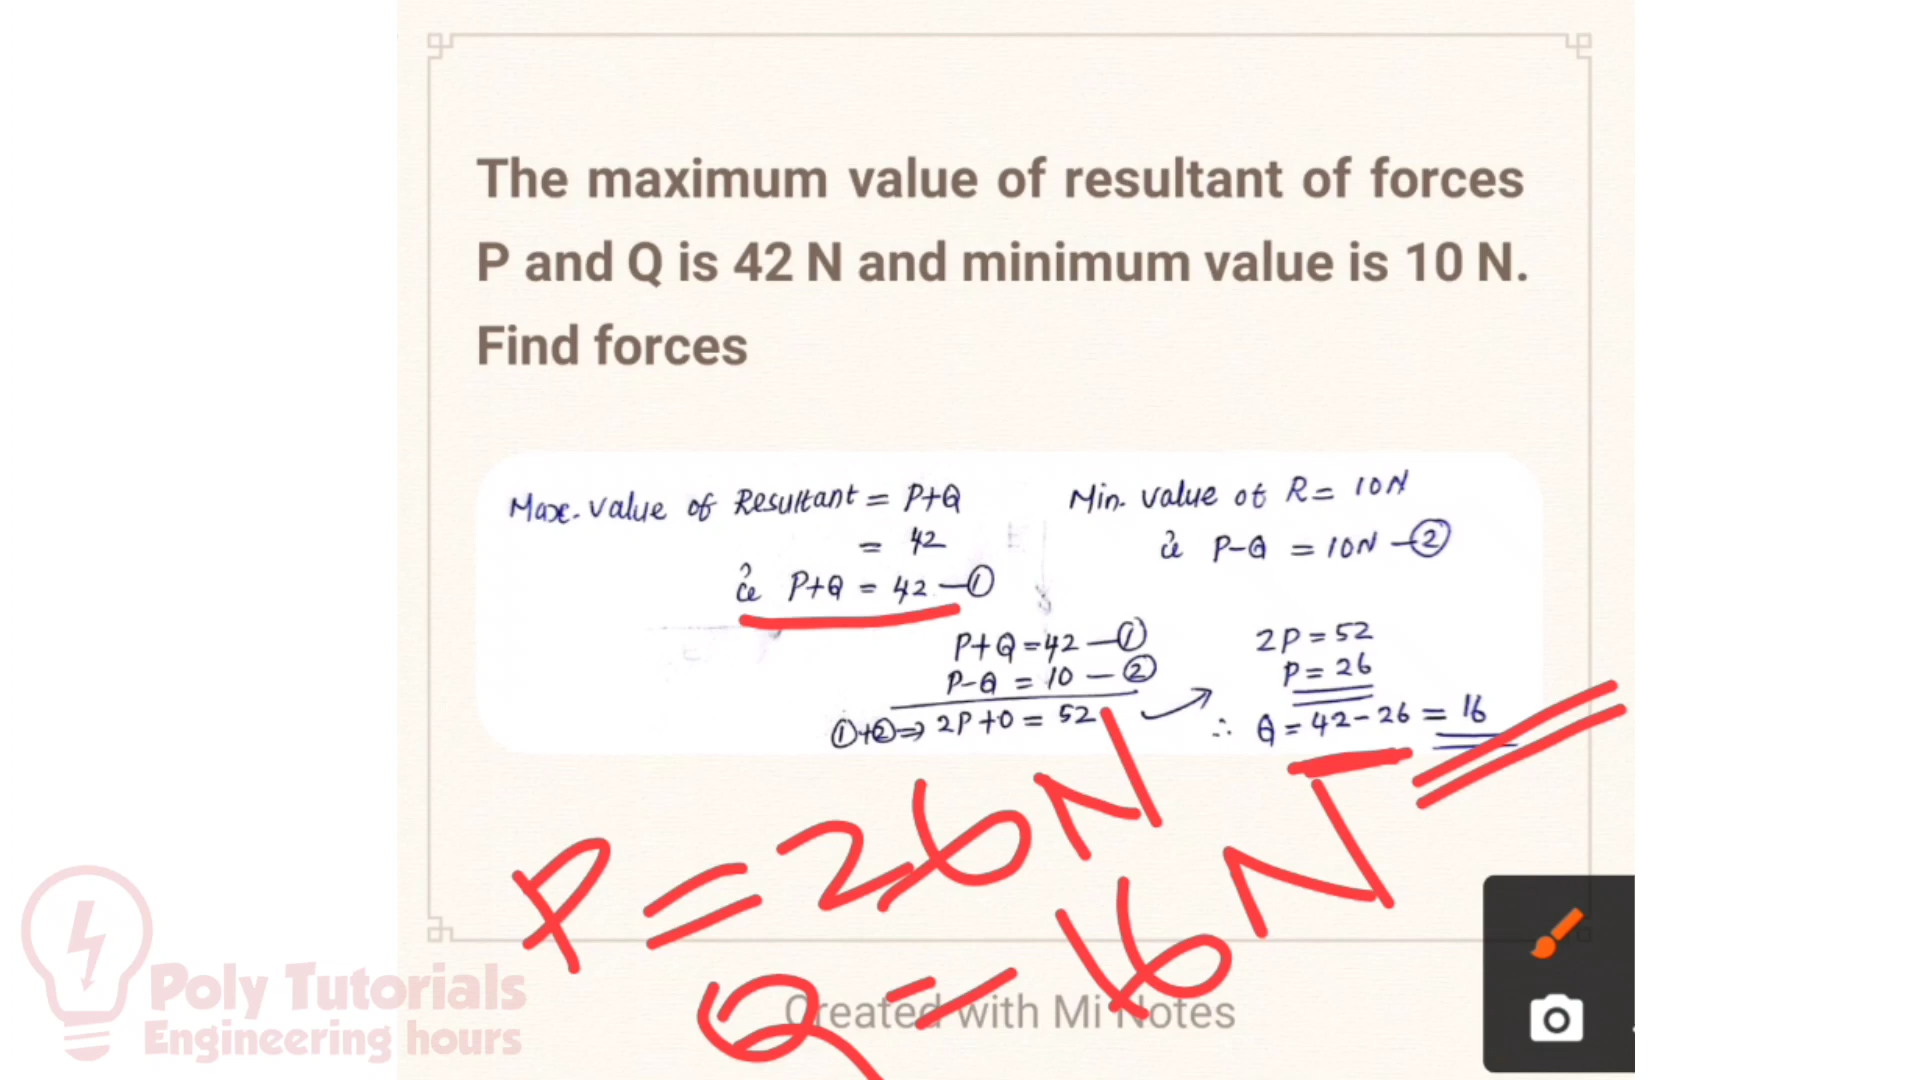 The maximum value of resultant of forces
P and Q is 42 N and minimum value is 10 N.
Find forces
Max. value of Resultant = P+Q
= 42
ie P+Q = 42 —①
Min. value of R = 10N
ie P-Q = 10N —②
P+Q = 42 —①
P-Q = 10 —②
①+②⇒ 2P+0 = 52
2P = 52
P = 26
∴ Q = 42-26 = 16
P = 26N
Q = 16N
Created with Mi Notes
Poly Tutorials
Engineering hours